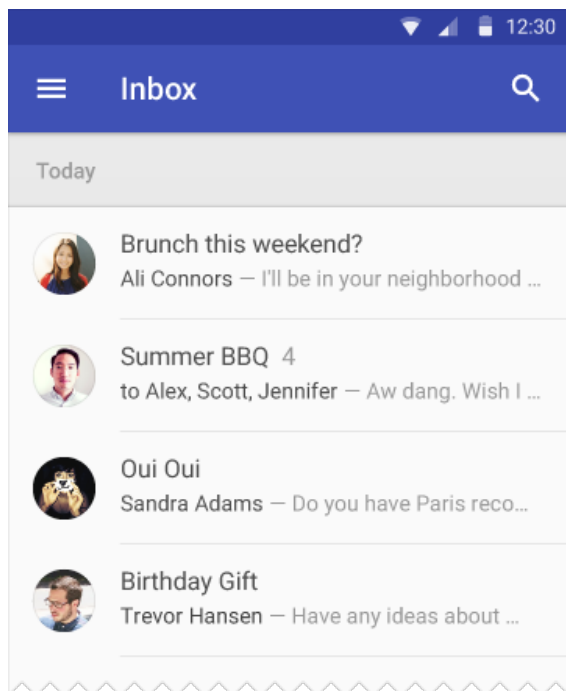 12:30
Inbox
Today
Brunch this weekend?
Ali Connors — I'll be in your neighborhood ...
Summer BBQ 4
to Alex, Scott, Jennifer — Aw dang. Wish I ...
Oui Oui
Sandra Adams — Do you have Paris reco...
Birthday Gift
Trevor Hansen — Have any ideas about ...